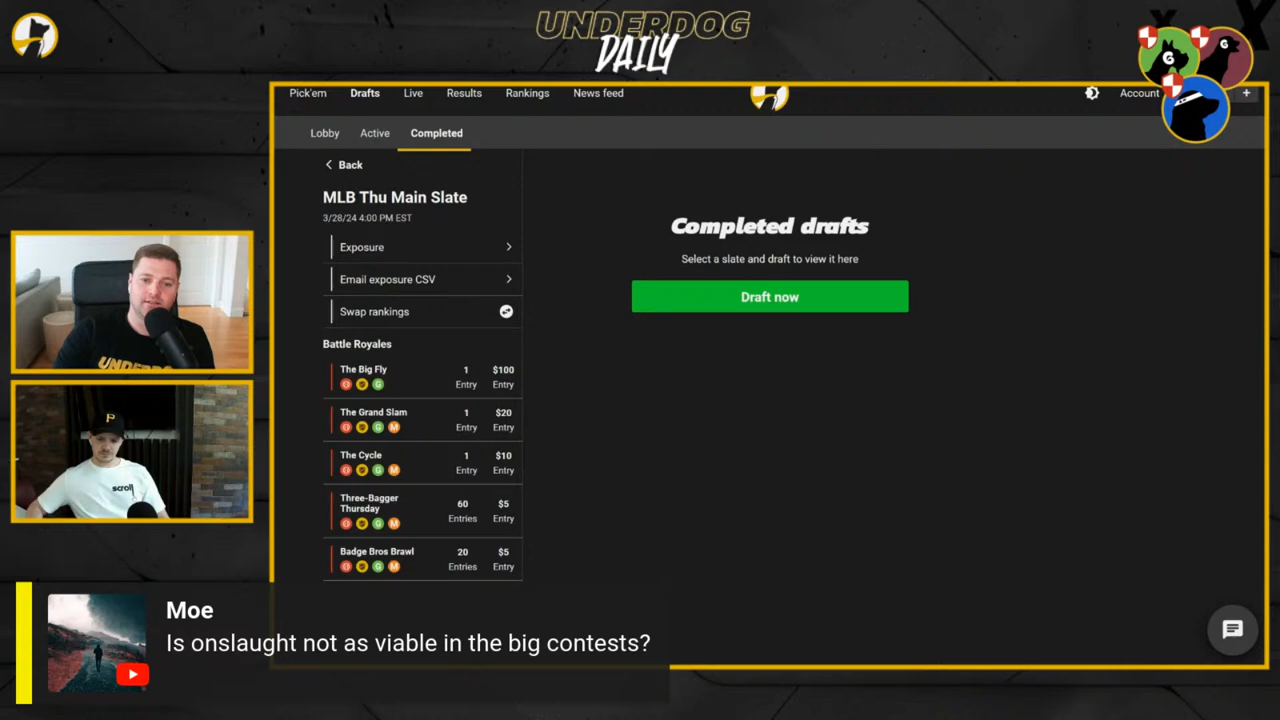 UNDERDOG
DAILY
G
G
Pick'em Drafts Live Results Rankings News feed Account +
Lobby Active Completed
Back
MLB Thu Main Slate
3/28/24 4:00 PM EST
Exposure
Email exposure CSV
Swap rankings
Battle Royales
The Big Fly 1 $100
G Entry Entry
The Grand Slam 1 $20
G M Entry Entry
The Cycle 1 $10
G M Entry Entry
Three-Bagger
Thursday
60 $5
Entries Entry
G M
Badge Bros Brawl 20 $5
G M Entries Entry
Completed drafts
Select a slate and draft to view it here
Draft now
UNDERDOG
P
scroll
Moe
Is onslaught not as viable in the big contests?